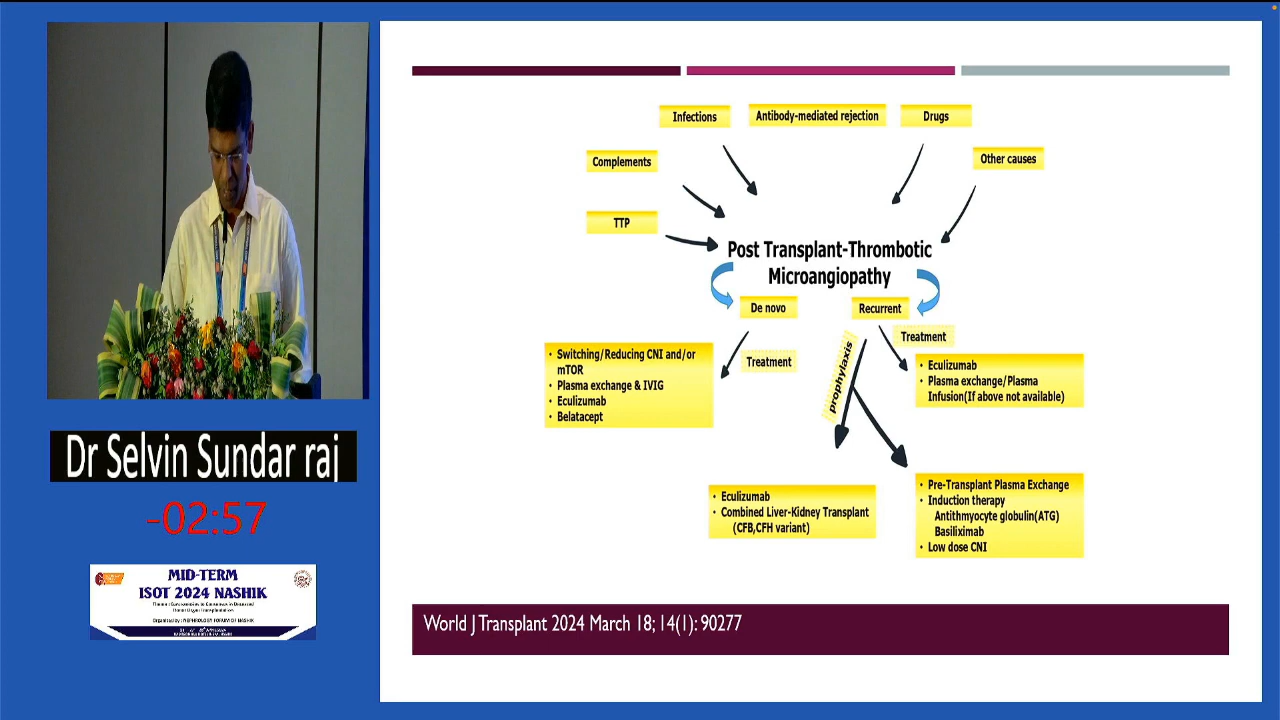 Infections
Antibody-mediated rejection
Drugs
Complements
Other causes
TTP
Post Transplant-Thrombotic
Microangiopathy
De novo
Recurrent
Treatment
Treatment
prophylaxis
• Switching/Reducing CNI and/or
mTOR
• Plasma exchange & IVIG
• Eculizumab
• Belatacept
• Eculizumab
• Plasma exchange/Plasma
Infusion(If above not available)
• Eculizumab
• Combined Liver-Kidney Transplant
(CFB,CFH variant)
• Pre-Transplant Plasma Exchange
• Induction therapy
Antithmyocyte globulin(ATG)
Basiliximab
• Low dose CNI
World J Transplant 2024 March 18; 14(1): 90277
Dr Selvin Sundar raj
-02:57
MID-TERM
ISOT 2024 NASHIK